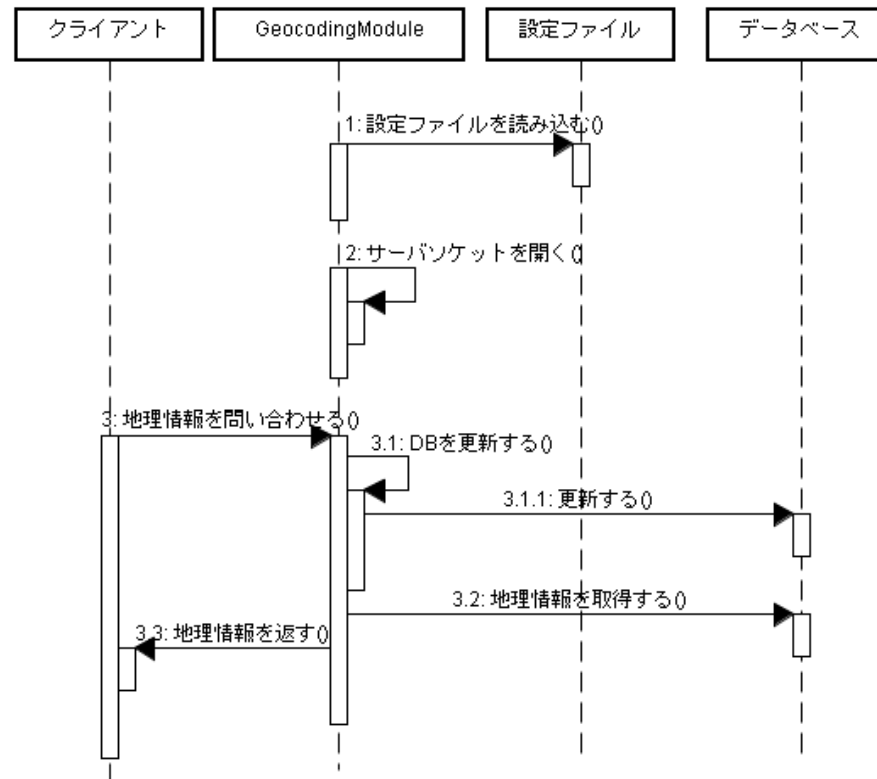 クライアント
GeocodingModule
設定ファイル
データベース
1: 設定ファイルを読み込む()
2: サーバソケットを開く()
3: 地理情報を問い合わせる()
3.1: DBを更新する()
3.1.1: 更新する()
3.2: 地理情報を取得する()
3.3: 地理情報を返す()